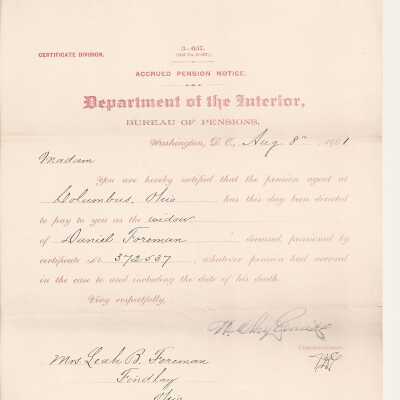 3—037.
CERTIFICATE DIVISION.
ACCRUED PENSION NOTICE.
Department of the Interior,
BUREAU OF PENSIONS,
Washington, D. C., Aug 8", 1901
Madam
You are hereby notified that the pension agent at
Columbus, Ohio has this day been directed
to pay to you as the widow
of Daniel Foreman deceased, pensioned by
certificate No. 372537, whatever pension had accrued
in the case to and including the date of his death.
Very respectfully,
Commissioner.
Mrs. Leah B. Foreman
Findlay
Ohio